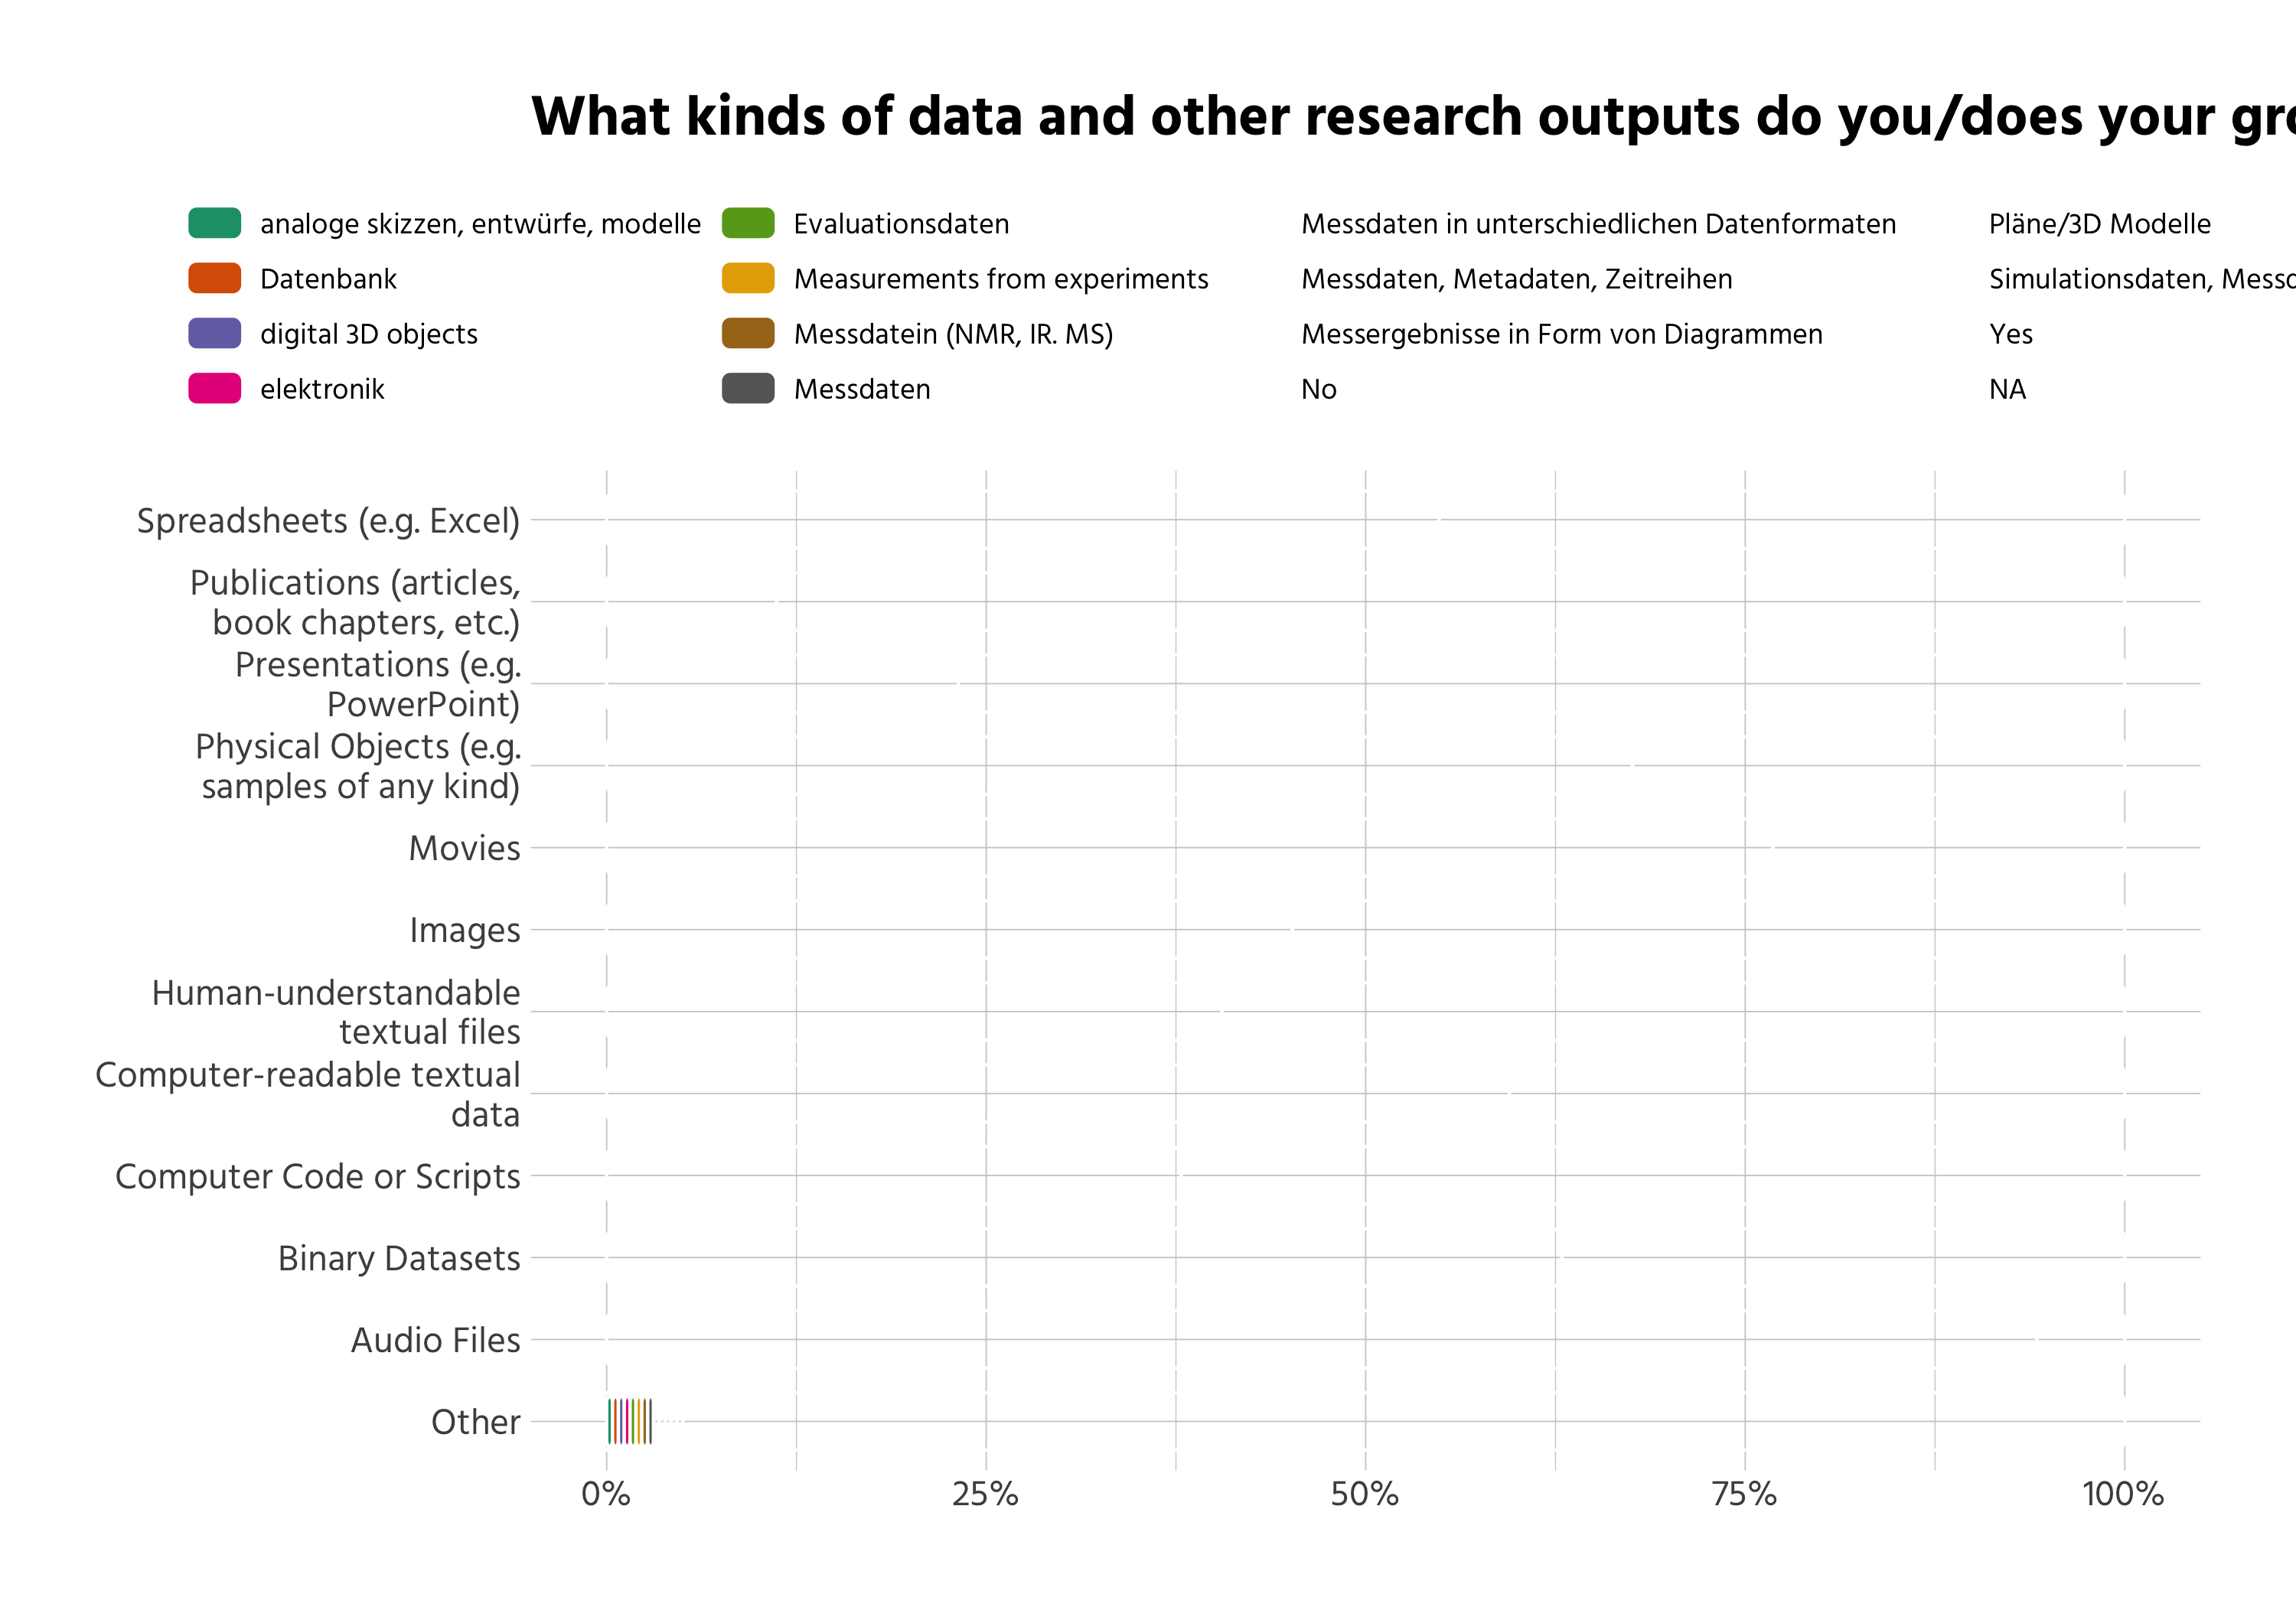 What kinds of data and other research outputs do you/does your gro
analoge skizzen, entwürfe, modelle
Evaluationsdaten
Messdaten in unterschiedlichen Datenformaten
Pläne/3D Modelle
Datenbank
Measurements from experiments
Messdaten, Metadaten, Zeitreihen
Simulationsdaten, Messd
digital 3D objects
Messdatein (NMR, IR. MS)
Messergebnisse in Form von Diagrammen
Yes
elektronik
Messdaten
No
NA
Spreadsheets (e.g. Excel)
Publications (articles,
book chapters, etc.)
Presentations (e.g.
PowerPoint)
Physical Objects (e.g.
samples of any kind)
Movies
Images
Human-understandable
textual files
Computer-readable textual
data
Computer Code or Scripts
Binary Datasets
Audio Files
Other
0%
25%
50%
75%
100%